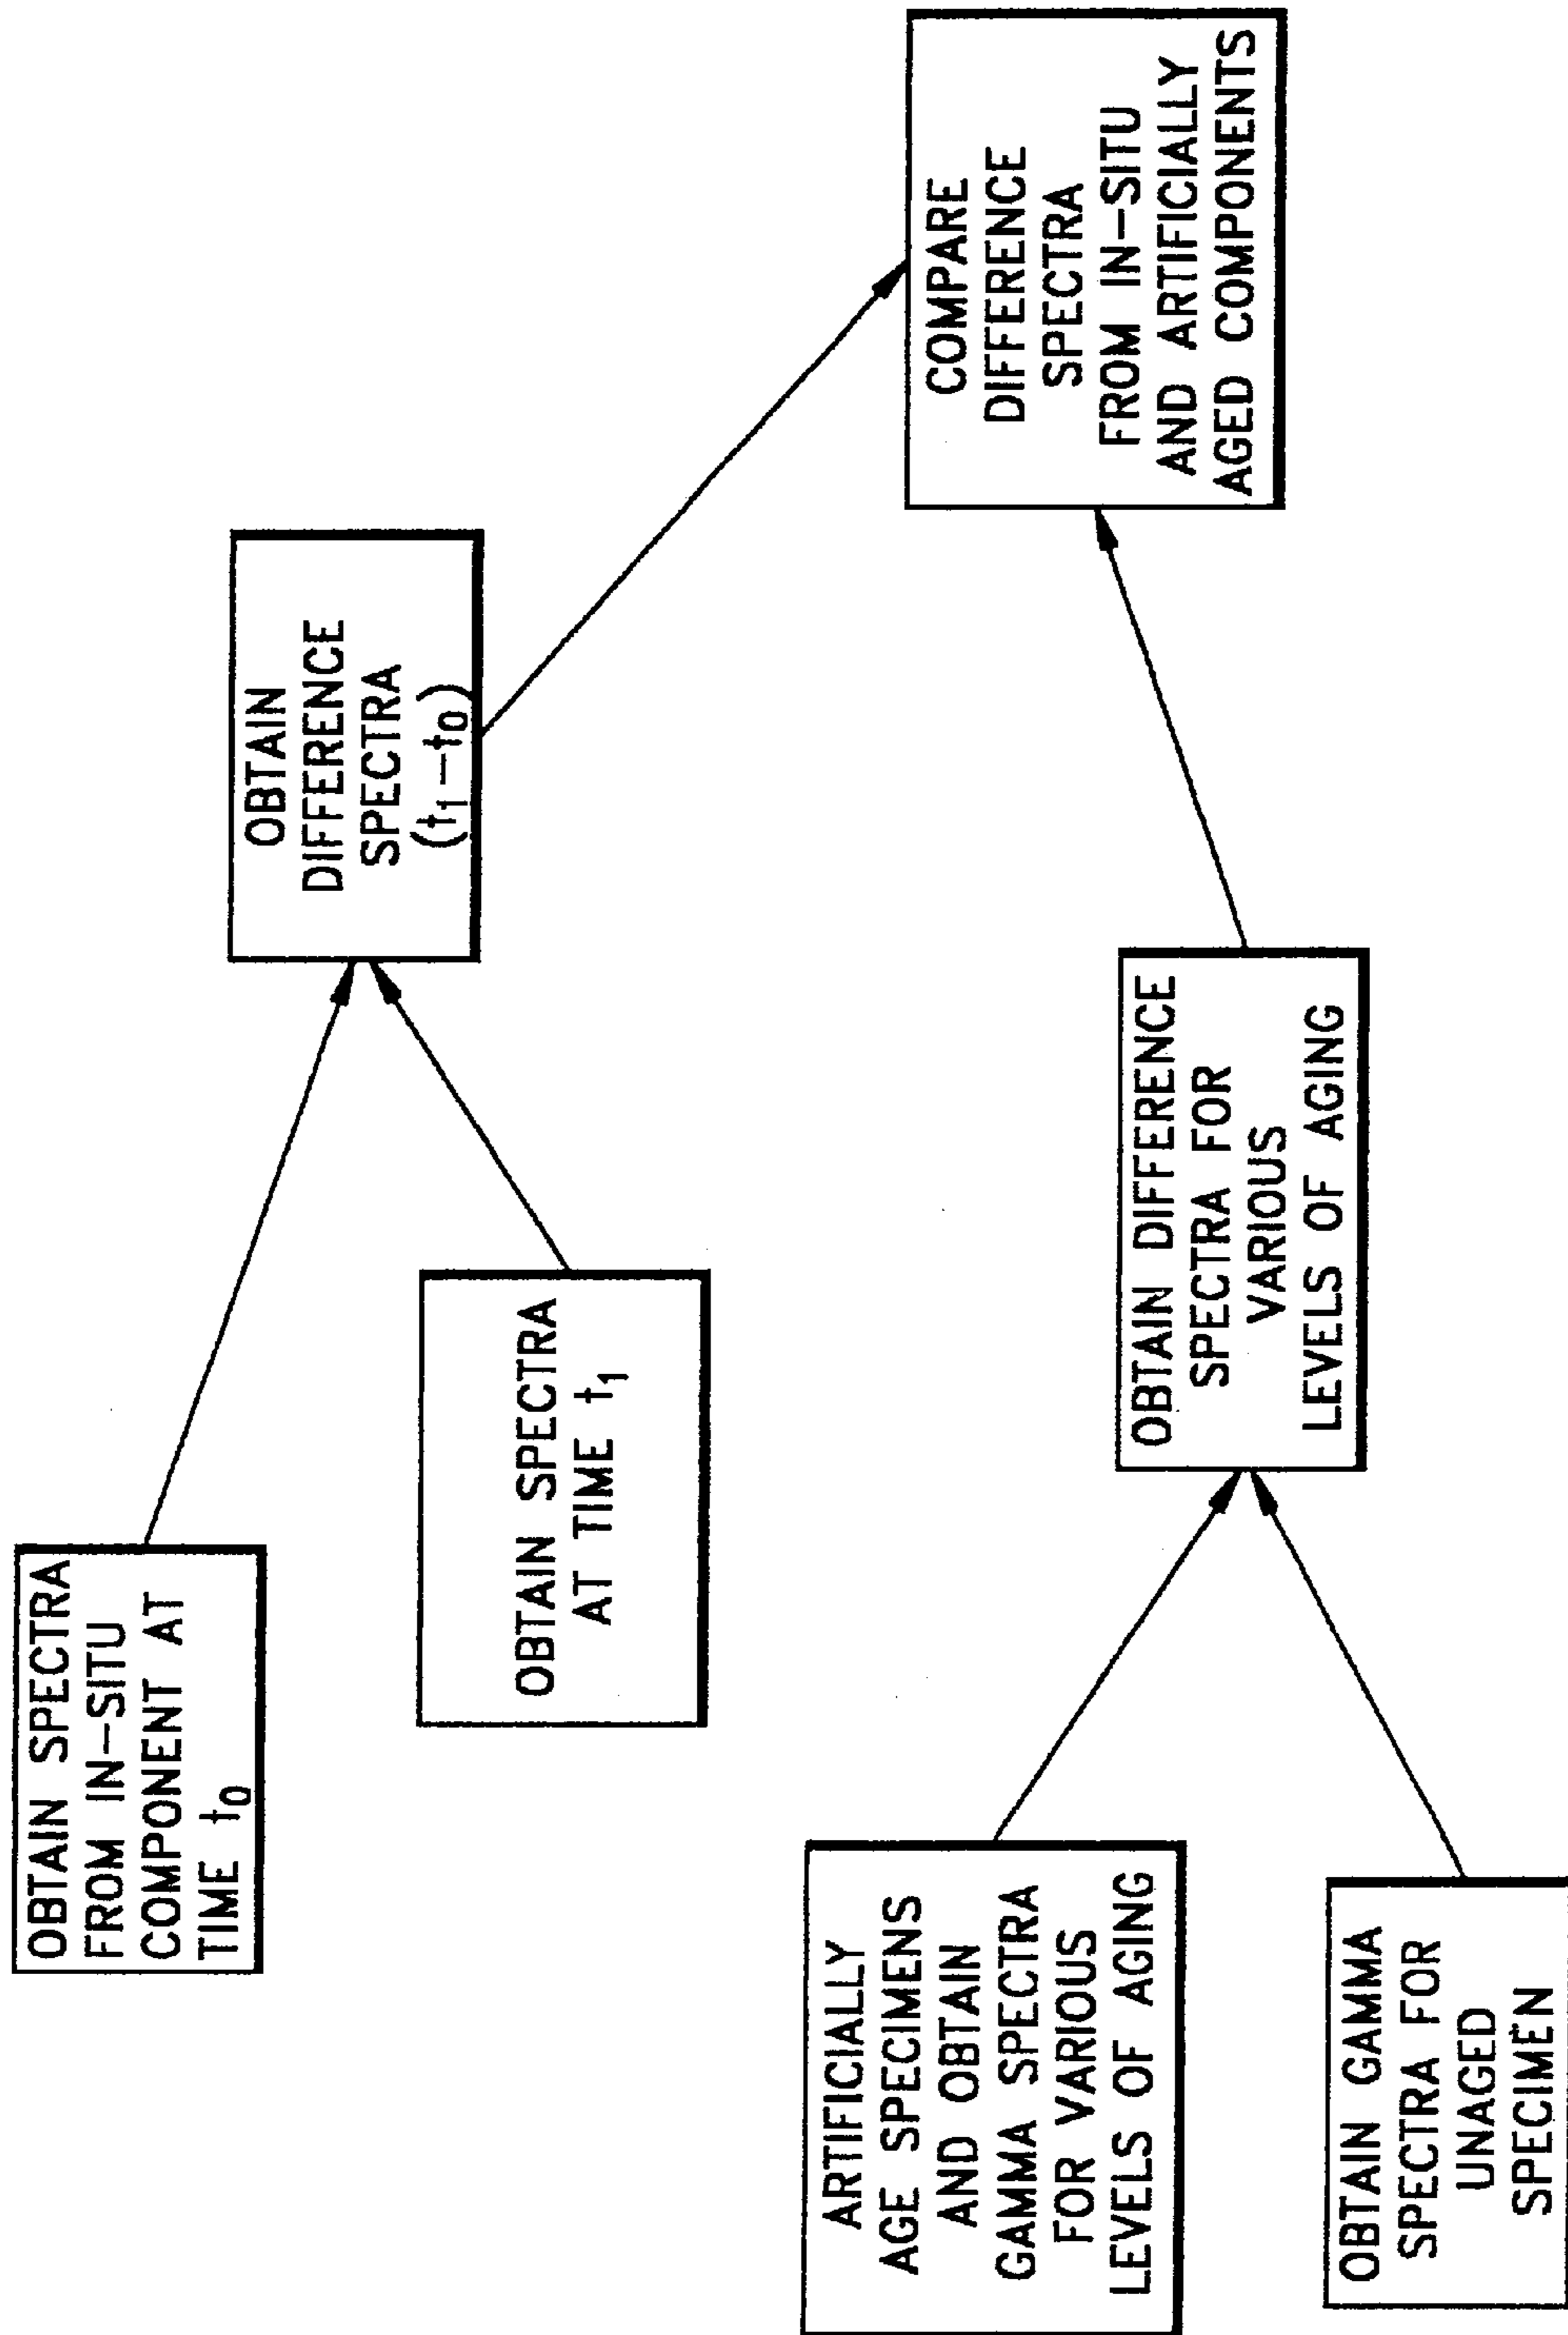 OBTAIN SPECTRA
FROM IN-SITU
COMPONENT AT
TIME t0
OBTAIN SPECTRA
AT TIME t1
OBTAIN
DIFFERENCE
SPECTRA
(t1-t0)
ARTIFICIALLY
AGE SPECIMENS
AND OBTAIN
GAMMA SPECTRA
FOR VARIOUS
LEVELS OF AGING
OBTAIN GAMMA
SPECTRA FOR
UNAGED
SPECIMEN
OBTAIN DIFFERENCE
SPECTRA FOR
VARIOUS
LEVELS OF AGING
COMPARE
DIFFERENCE
SPECTRA
FROM IN-SITU
AND ARTIFICIALLY
AGED COMPONENTS